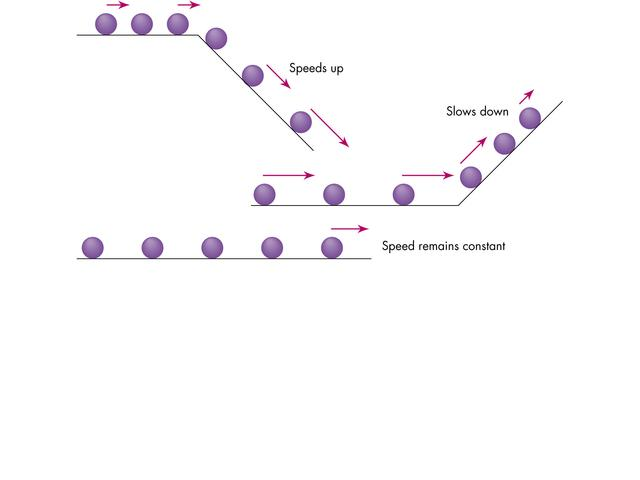 Speeds up
Slows down
Speed remains constant